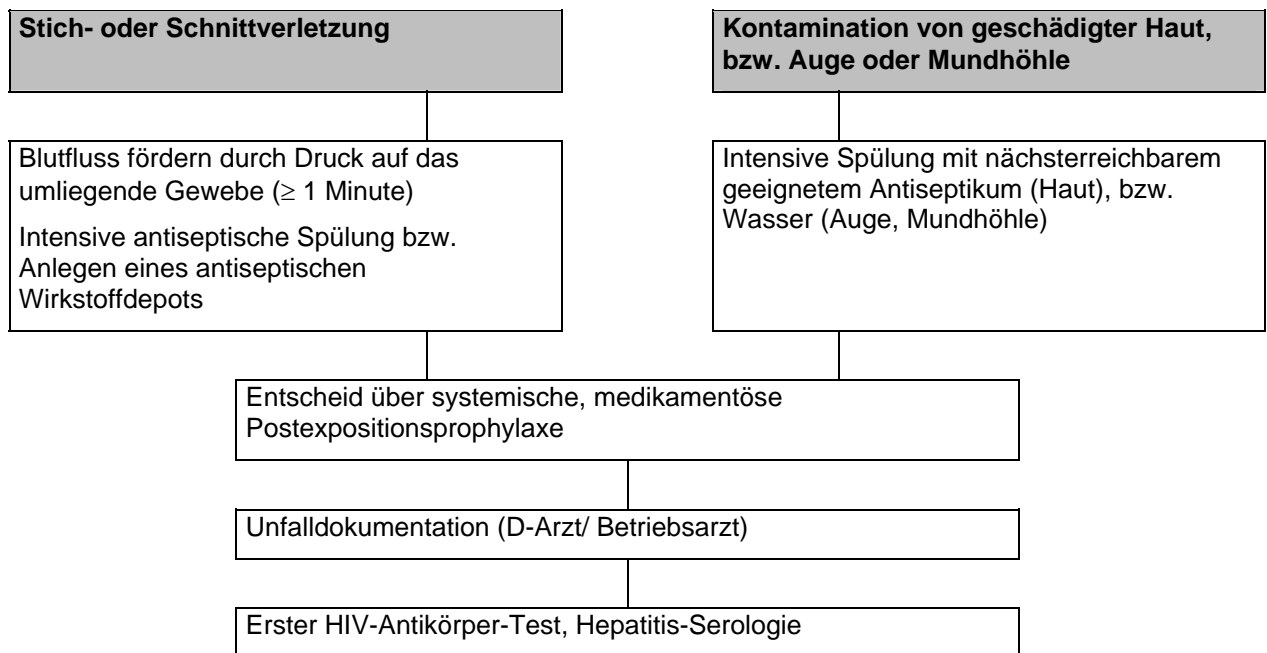 Stich- oder Schnittverletzung
Kontamination von geschädigter Haut,
bzw. Auge oder Mundhöhle
Blutfluss fördern durch Druck auf das
umliegende Gewebe (≥ 1 Minute)
Intensive antiseptische Spülung bzw.
Anlegen eines antiseptischen
Wirkstoffdepots
Intensive Spülung mit nächsterreichbarem
geeignetem Antiseptikum (Haut), bzw.
Wasser (Auge, Mundhöhle)
Entscheid über systemische, medikamentöse
Postexpositionsprophylaxe
Unfalldokumentation (D-Arzt/ Betriebsarzt)
Erster HIV-Antikörper-Test, Hepatitis-Serologie